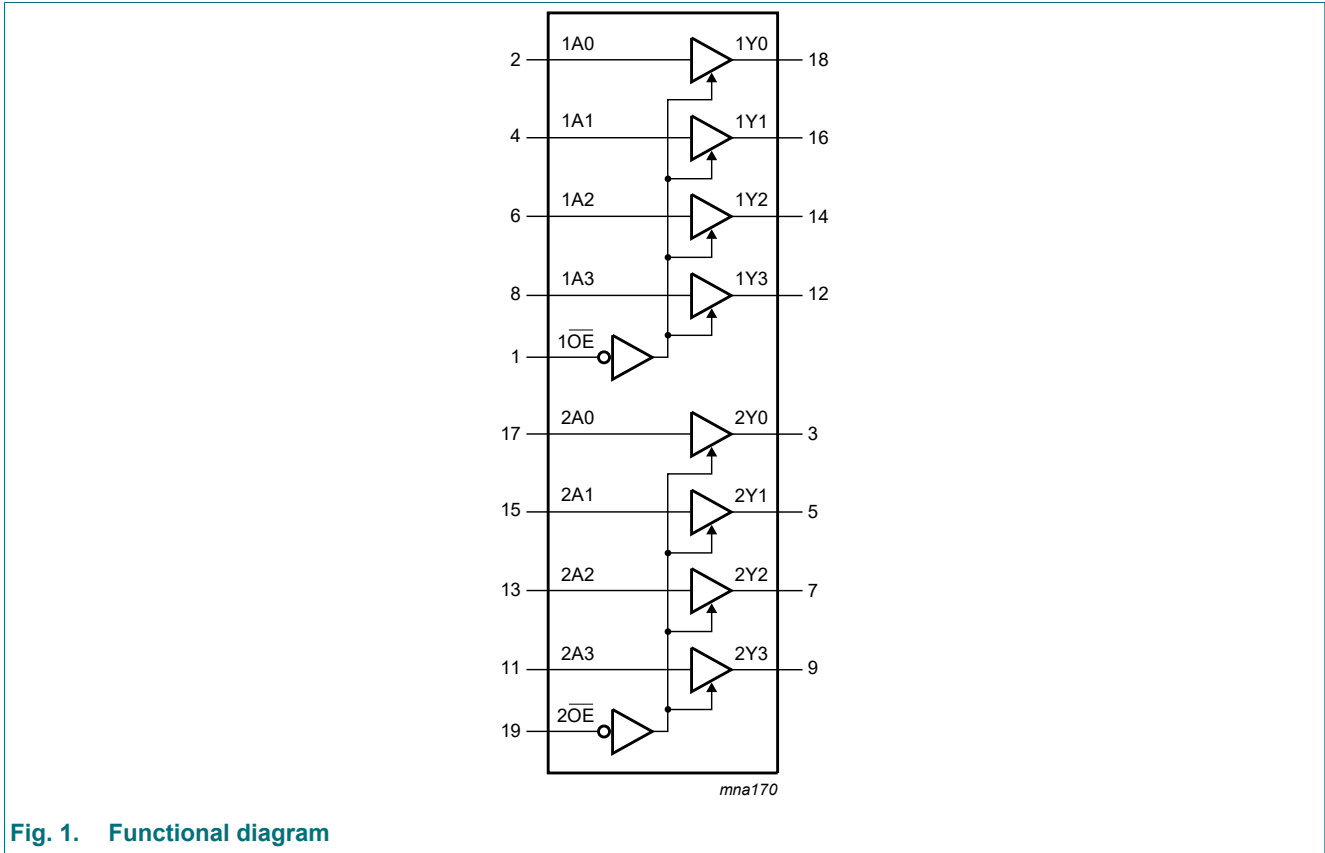 1A0 1Y0
2 18
1A1 1Y1
4 16
1A2 1Y2
6 14
1A3 1Y3
8 12
1O̅E̅
1
2A0 2Y0
17 3
2A1 2Y1
15 5
2A2 2Y2
13 7
2A3 2Y3
11 9
2O̅E̅
19
mna170
Fig. 1. Functional diagram